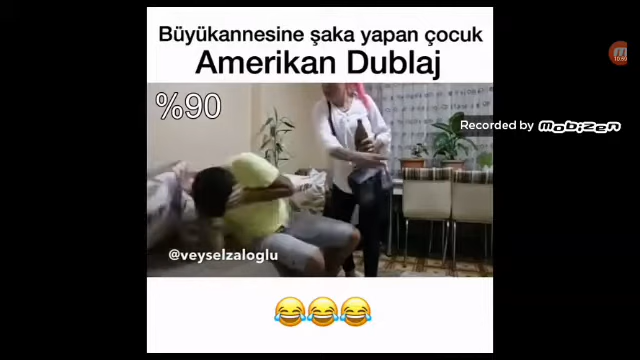 Büyükannesine şaka yapan çocuk
Amerikan Dublaj
%90
Recorded by mobizen
@veyselzaloglu